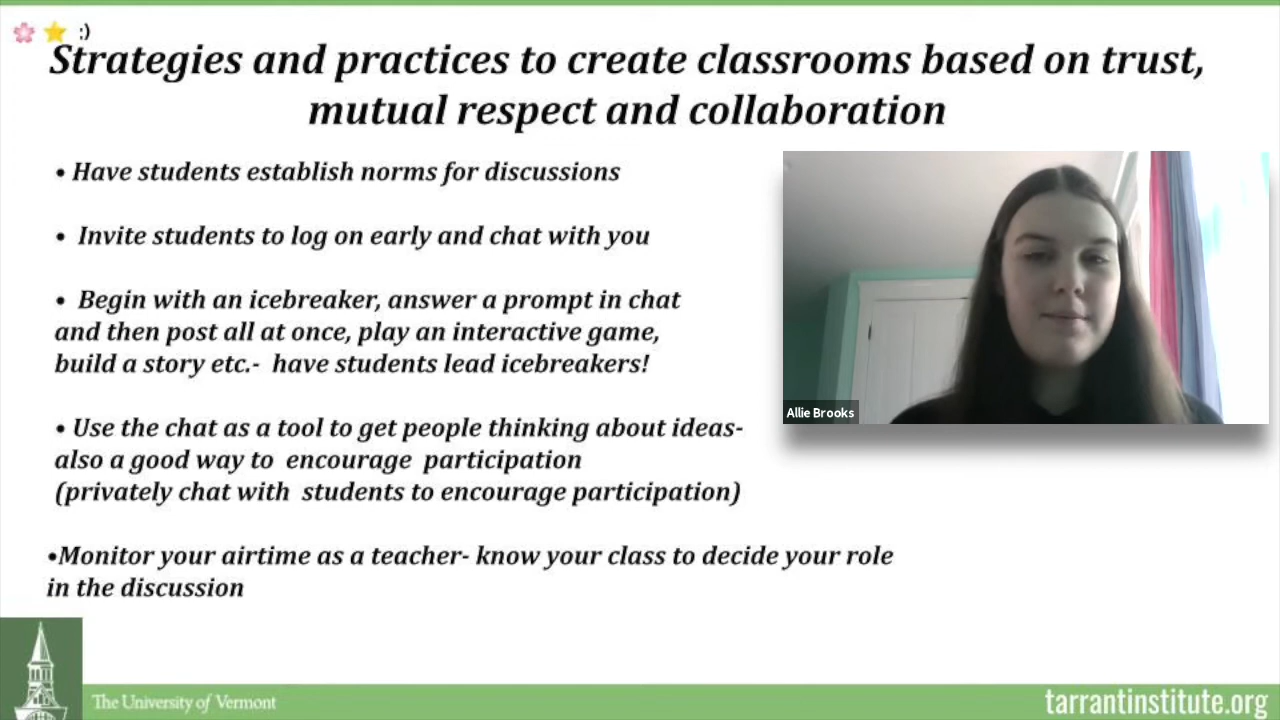 :)
Strategies and practices to create classrooms based on trust,
mutual respect and collaboration
• Have students establish norms for discussions
• Invite students to log on early and chat with you
• Begin with an icebreaker, answer a prompt in chat
and then post all at once, play an interactive game,
build a story etc.- have students lead icebreakers!
• Use the chat as a tool to get people thinking about ideas-
also a good way to encourage participation
(privately chat with students to encourage participation)
•Monitor your airtime as a teacher- know your class to decide your role
in the discussion
Allie Brooks
The University of Vermont
tarrantinstitute.org